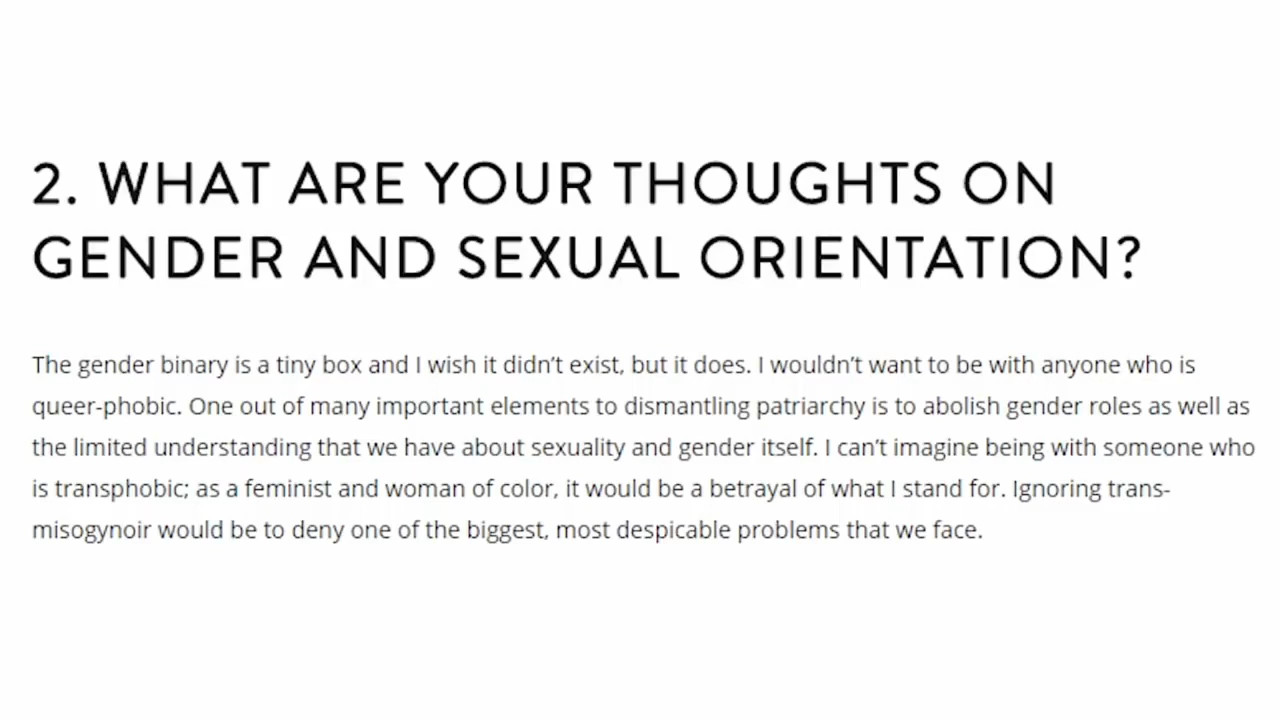 2. WHAT ARE YOUR THOUGHTS ON
GENDER AND SEXUAL ORIENTATION?
The gender binary is a tiny box and I wish it didn’t exist, but it does. I wouldn’t want to be with anyone who is
queer-phobic. One out of many important elements to dismantling patriarchy is to abolish gender roles as well as
the limited understanding that we have about sexuality and gender itself. I can’t imagine being with someone who
is transphobic; as a feminist and woman of color, it would be a betrayal of what I stand for. Ignoring trans-
misogynoir would be to deny one of the biggest, most despicable problems that we face.